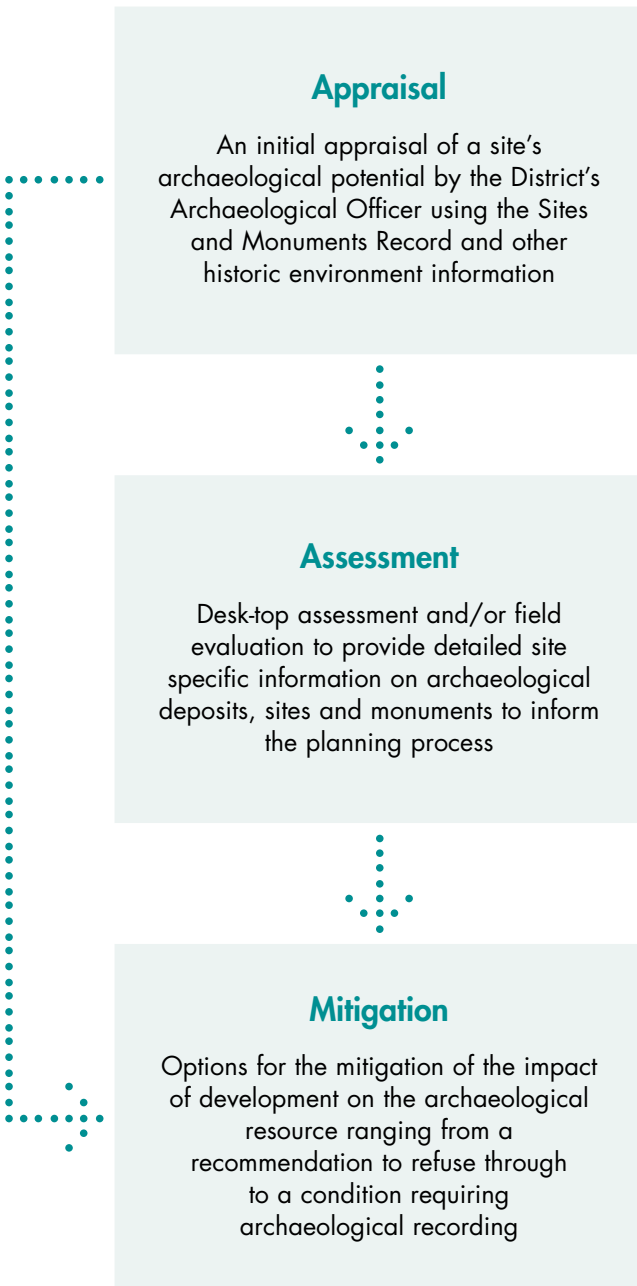 Appraisal
An initial appraisal of a site's
archaeological potential by the District's
Archaeological Officer using the Sites
and Monuments Record and other
historic environment information
Assessment
Desk-top assessment and/or field
evaluation to provide detailed site
specific information on archaeological
deposits, sites and monuments to inform
the planning process
Mitigation
Options for the mitigation of the impact
of development on the archaeological
resource ranging from a
recommendation to refuse through
to a condition requiring
archaeological recording